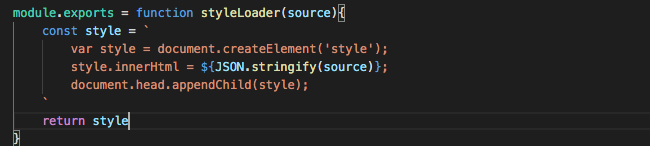 module.exports = function styleLoader(source){
    const style = `
        var style = document.createElement('style');
        style.innerHtml = ${JSON.stringify(source)};
        document.head.appendChild(style);
    `
    return style
}